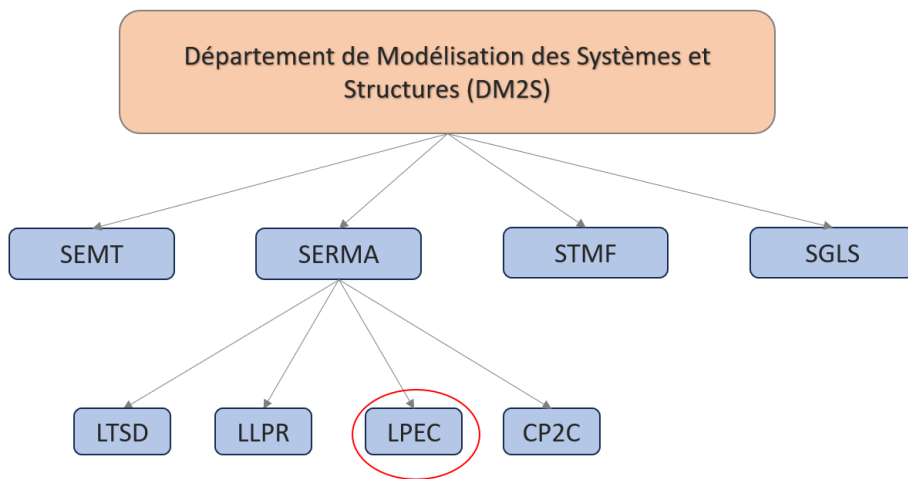 Département de Modélisation des Systèmes et
Structures (DM2S)
SEMT
SERMA
STMF
SGLS
LTSD
LLPR
LPEC
CP2C